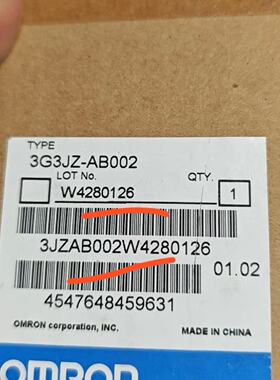 TYPE
3G3JZ-AB002
LOT No. QTY.
W4280126 1
3JZAB002W4280126
01.02
4547648459631
OMRON corporation, INC. MADE IN CHINA
OMRON